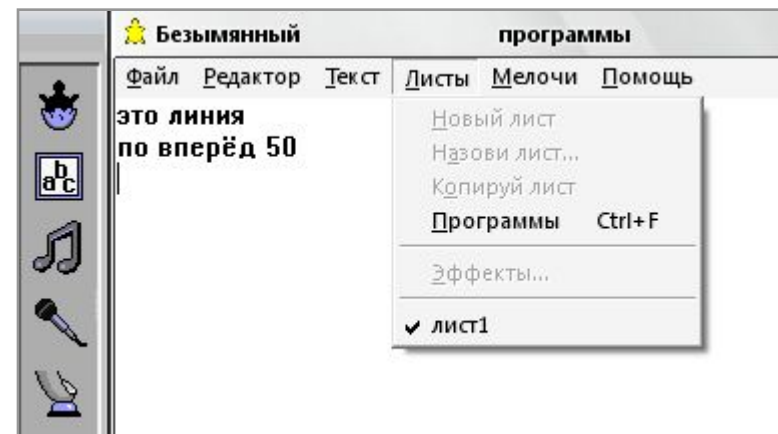 Безымянный программы
Файл Редактор Текст Листы Мелочи Помощь
это линия
по вперёд 50
Новый лист
Назови лист...
Копируй лист
Программы Ctrl+F
Эффекты...
✔ лист1
abc